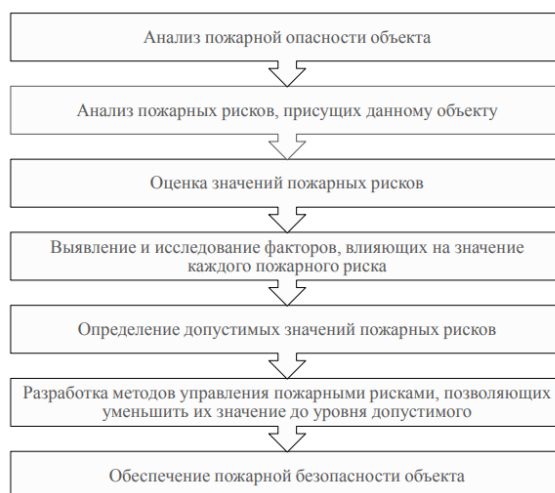 Анализ пожарной опасности объекта
Анализ пожарных рисков, присущих данному объекту
Оценка значений пожарных рисков
Выявление и исследование факторов, влияющих на значение
каждого пожарного риска
Определение допустимых значений пожарных рисков
Разработка методов управления пожарными рисками, позволяющих
уменьшить их значение до уровня допустимого
Обеспечение пожарной безопасности объекта